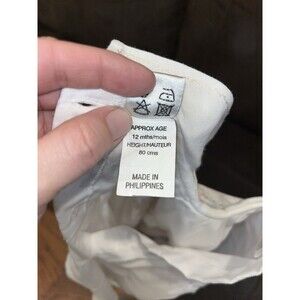 APPROX AGE
12 mths/mois
HEIGHT/HAUTEUR
80 cms
MADE IN
PHILIPPINES